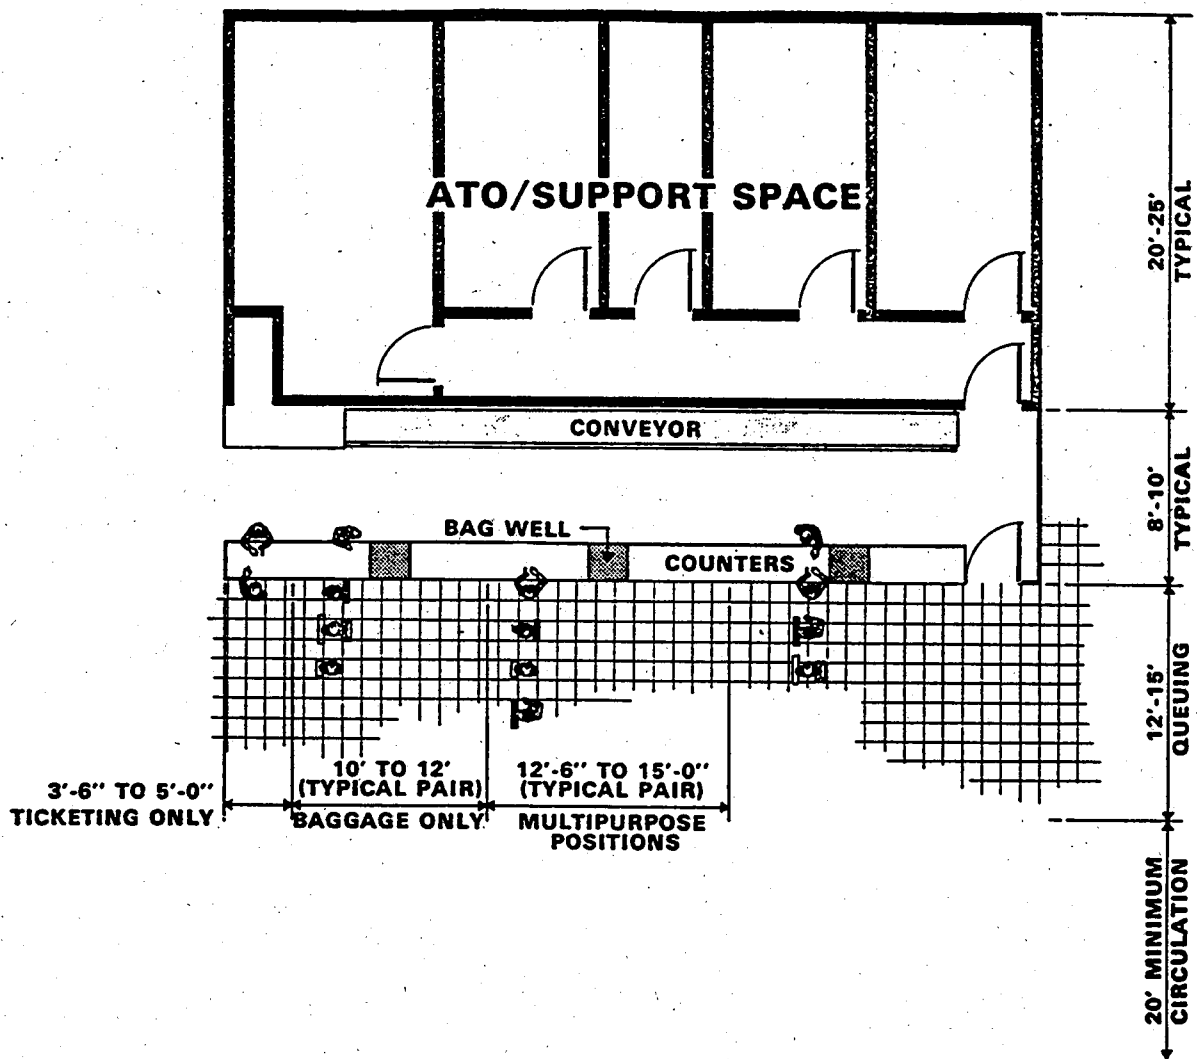 ATO/SUPPORT SPACE
20'-25'
TYPICAL
CONVEYOR
8'-10'
TYPICAL
BAG WELL
COUNTERS
12'-15'
QUEUING
3'-6" TO 5'-0"
TICKETING ONLY
10' TO 12'
(TYPICAL PAIR)
BAGGAGE ONLY
12'-6" TO 15'-0"
(TYPICAL PAIR)
MULTIPURPOSE
POSITIONS
20' MINIMUM
CIRCULATION